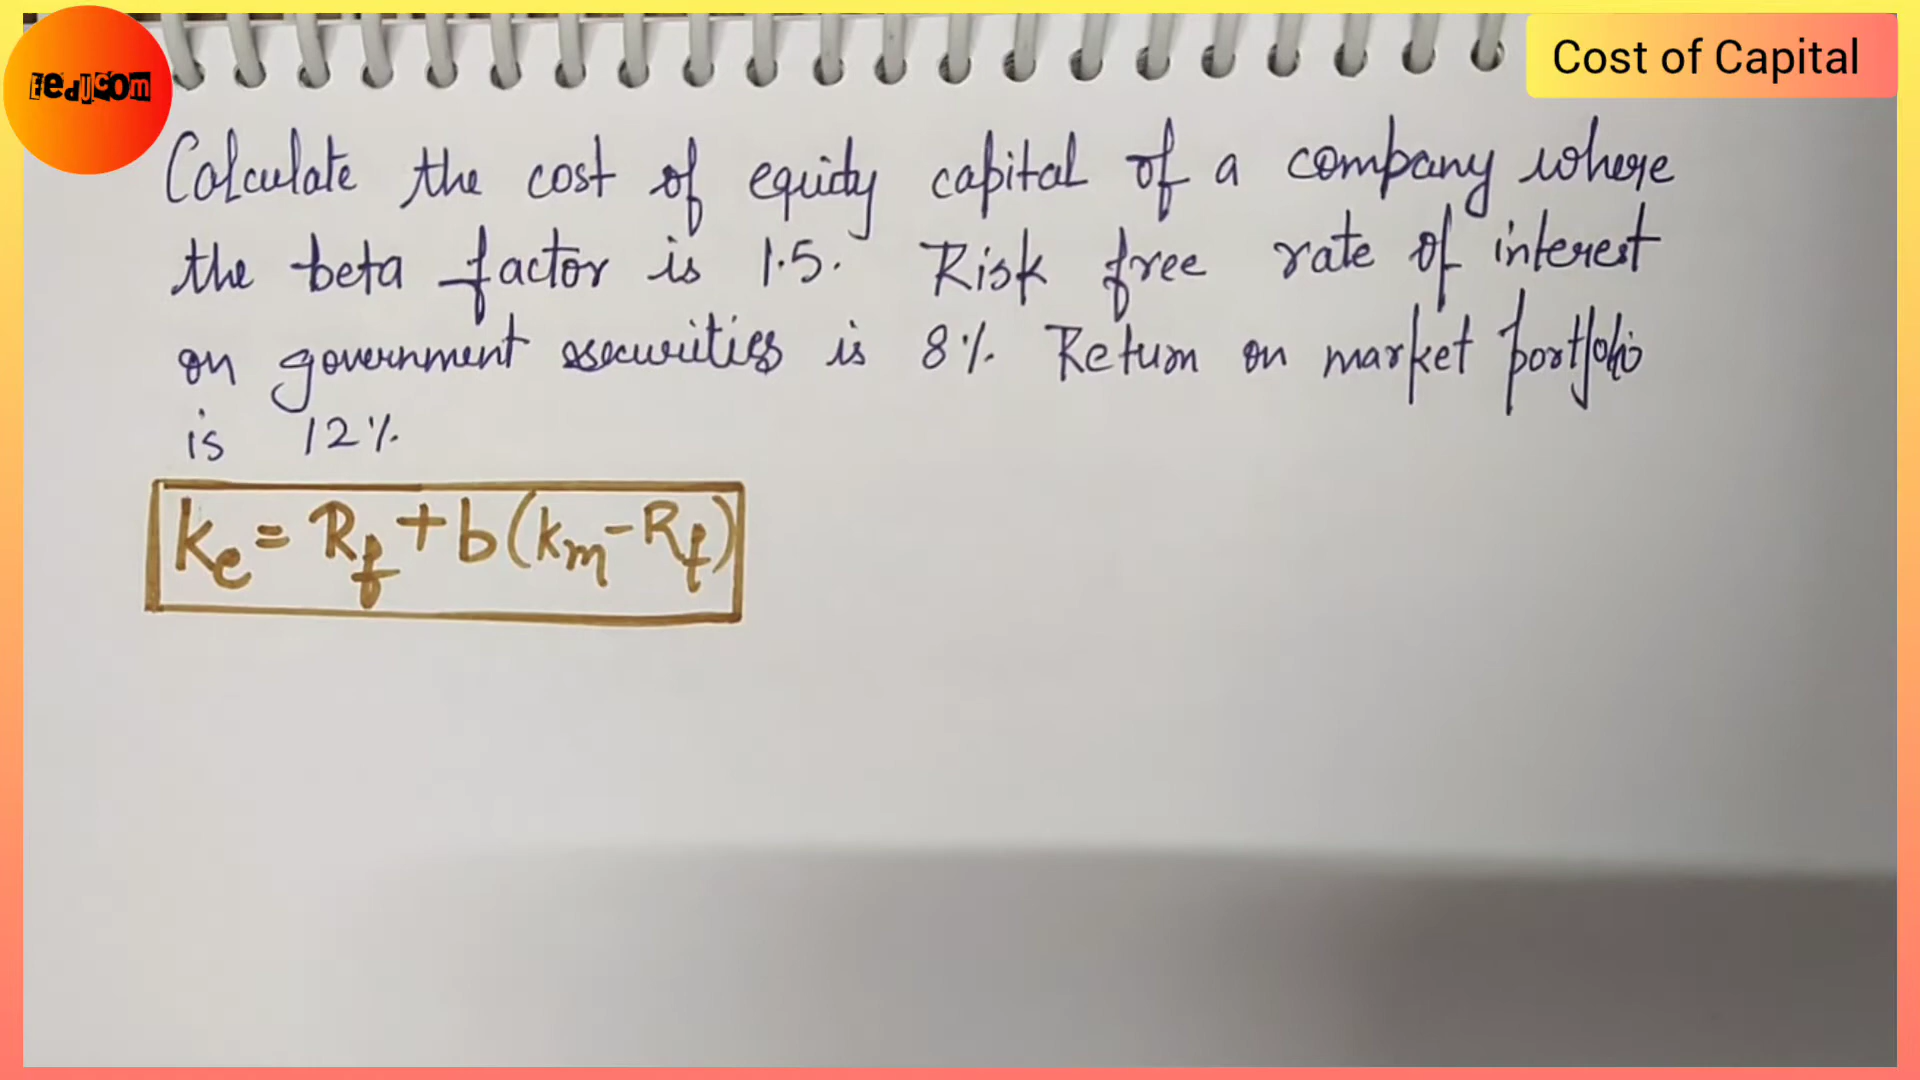 EeduCom
Cost of Capital
Calculate the cost of equity capital of a company where
the beta factor is 1.5. Risk free rate of interest
on government securities is 8% Return on market portfolio
is 12%
Ke = Rf + b(Km - Rf)